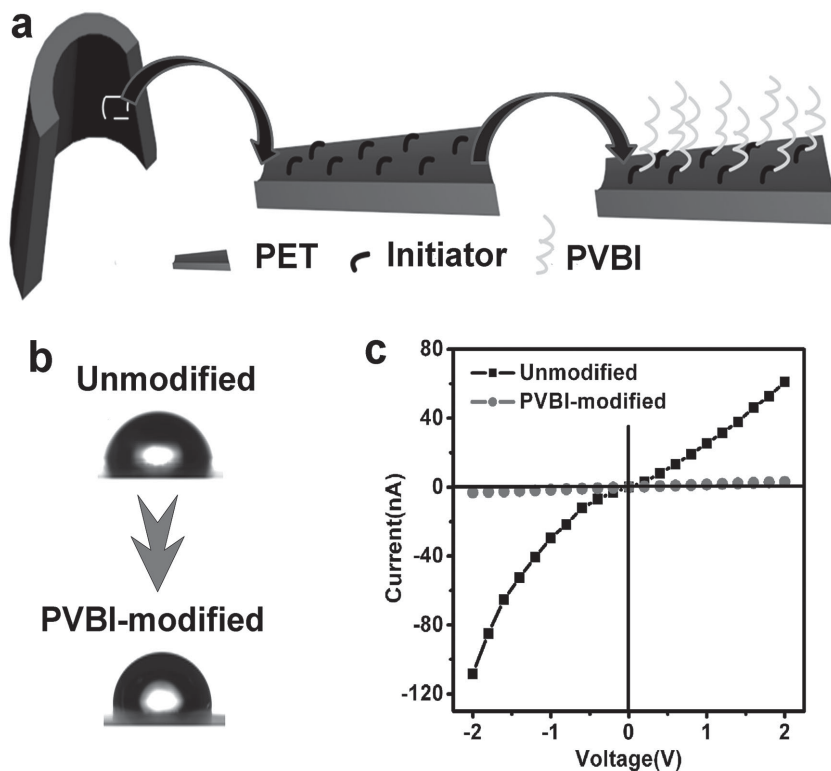 a
PET
Initiator
PVBI
b
Unmodified
PVBI-modified
c
Unmodified
PVBI-modified
80
40
0
-40
-80
-120
Current(nA)
-2
-1
0
1
2
Voltage(V)